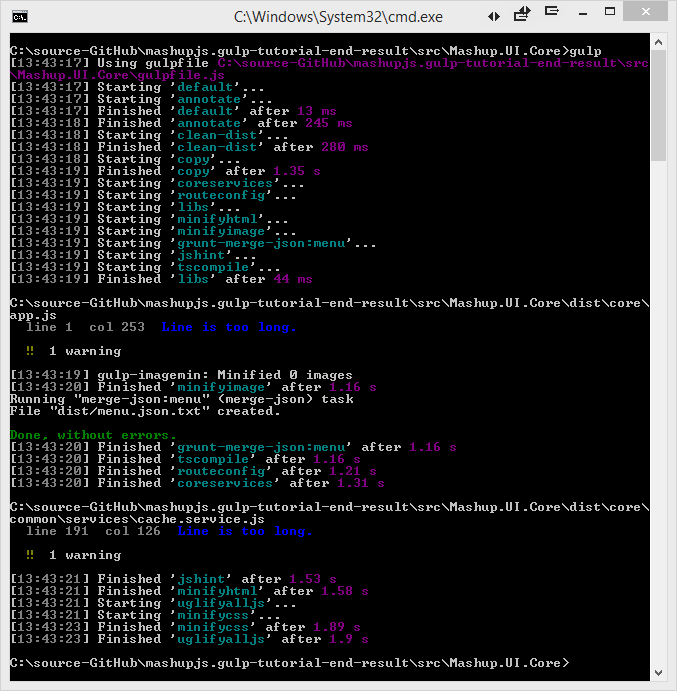 C:\Windows\System32\cmd.exe
C:\source-GitHub\mashupjs.gulp-tutorial-end-result\src\Mashup.UI.Core>gulp
[13:43:17] Using gulpfile C:\source-GitHub\mashupjs.gulp-tutorial-end-result\src
\Mashup.UI.Core\gulpfile.js
[13:43:17] Starting 'default'...
[13:43:17] Starting 'annotate'...
[13:43:17] Finished 'default' after 13 ms
[13:43:18] Finished 'annotate' after 245 ms
[13:43:18] Starting 'clean-dist'...
[13:43:18] Finished 'clean-dist' after 280 ms
[13:43:18] Starting 'copy'...
[13:43:19] Finished 'copy' after 1.35 s
[13:43:19] Starting 'coreservices'...
[13:43:19] Starting 'routeconfig'...
[13:43:19] Starting 'libs'...
[13:43:19] Starting 'minifyhtml'...
[13:43:19] Starting 'minifyimage'...
[13:43:19] Starting 'grunt-merge-json:menu'...
[13:43:19] Starting 'jshint'...
[13:43:19] Starting 'tscompile'...
[13:43:19] Finished 'libs' after 44 ms
C:\source-GitHub\mashupjs.gulp-tutorial-end-result\src\Mashup.UI.Core\dist\core\
app.js
line 1 col 253 Line is too long.
‼ 1 warning
[13:43:19] gulp-imagemin: Minified 0 images
[13:43:20] Finished 'minifyimage' after 1.16 s
Running "merge-json:menu" (merge-json) task
File "dist/menu.json.txt" created.
Done, without errors.
[13:43:20] Finished 'grunt-merge-json:menu' after 1.16 s
[13:43:20] Finished 'tscompile' after 1.16 s
[13:43:20] Finished 'routeconfig' after 1.21 s
[13:43:20] Finished 'coreservices' after 1.31 s
C:\source-GitHub\mashupjs.gulp-tutorial-end-result\src\Mashup.UI.Core\dist\core\
common\services\cache.service.js
line 191 col 126 Line is too long.
‼ 1 warning
[13:43:21] Finished 'jshint' after 1.53 s
[13:43:21] Finished 'minifyhtml' after 1.58 s
[13:43:21] Starting 'uglifyalljs'...
[13:43:21] Starting 'minifycss'...
[13:43:23] Finished 'minifycss' after 1.89 s
[13:43:23] Finished 'uglifyalljs' after 1.9 s
C:\source-GitHub\mashupjs.gulp-tutorial-end-result\src\Mashup.UI.Core>